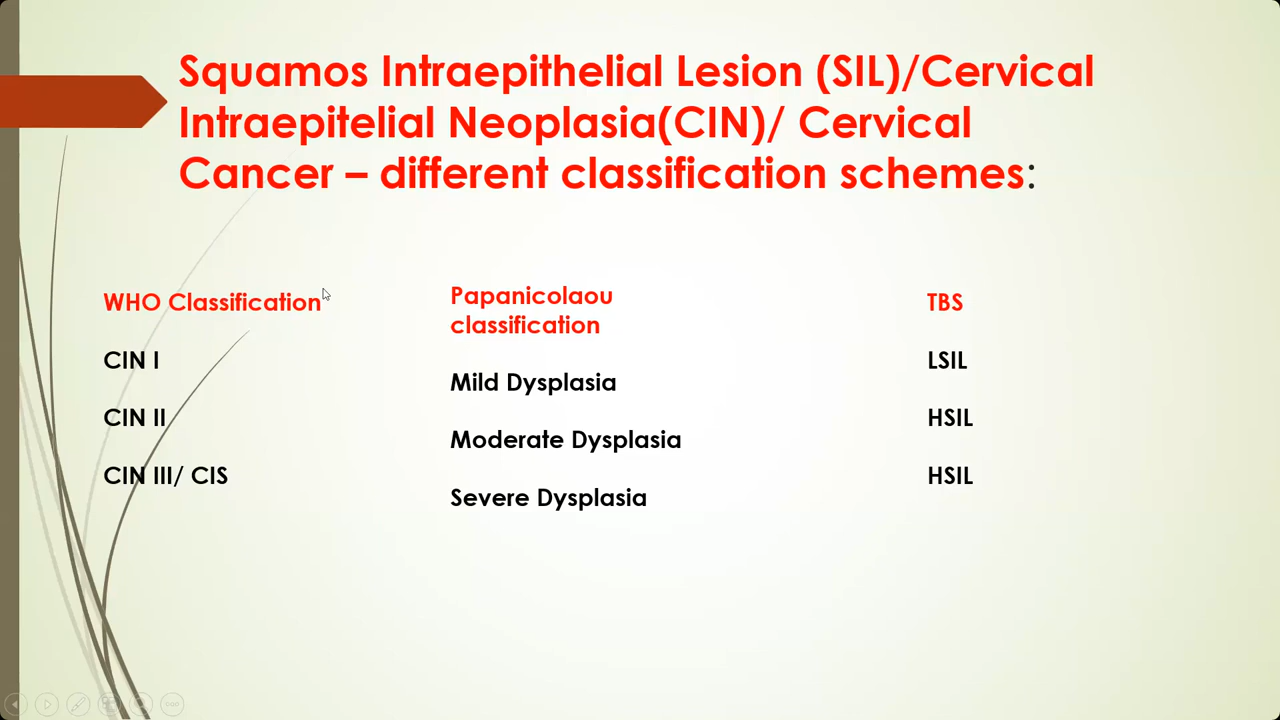 Squamos Intraepithelial Lesion (SIL)/Cervical
Intraepitelial Neoplasia(CIN)/ Cervical
Cancer – different classification schemes:
WHO Classification
CIN I
CIN II
CIN III/ CIS
Papanicolaou
classification
Mild Dysplasia
Moderate Dysplasia
Severe Dysplasia
TBS
LSIL
HSIL
HSIL